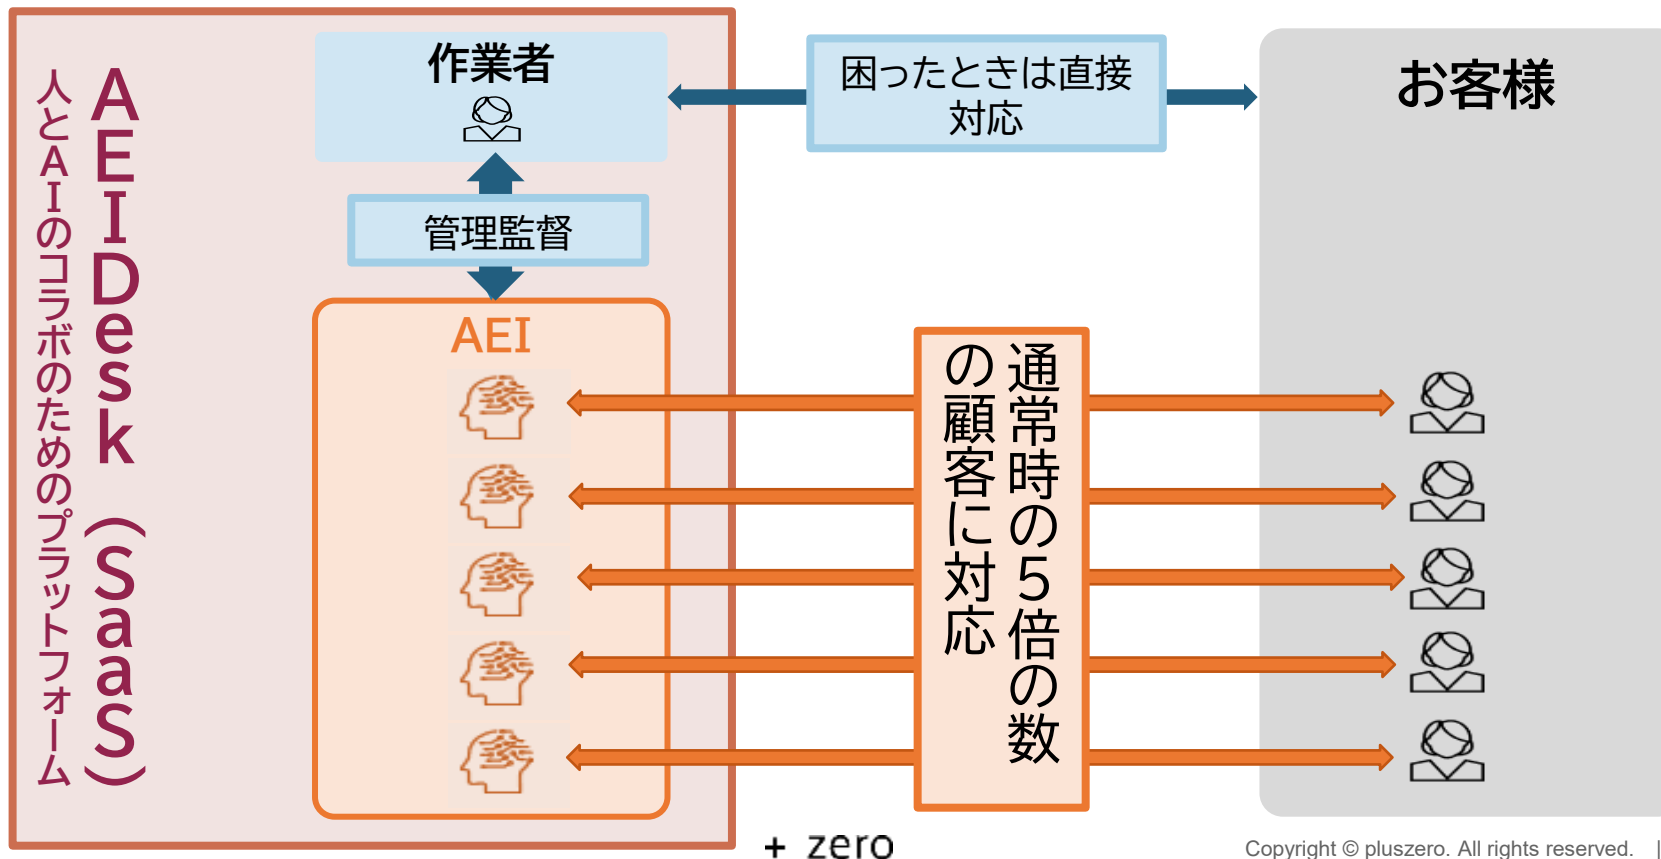 AEIDesk（SaaS）
人とAIのコラボのためのプラットフォーム
作業者
困ったときは直接
対応
お客様
管理監督
AEI
通常時の５倍の数
の顧客に対応
+ zero
Copyright © pluszero. All rights reserved. |